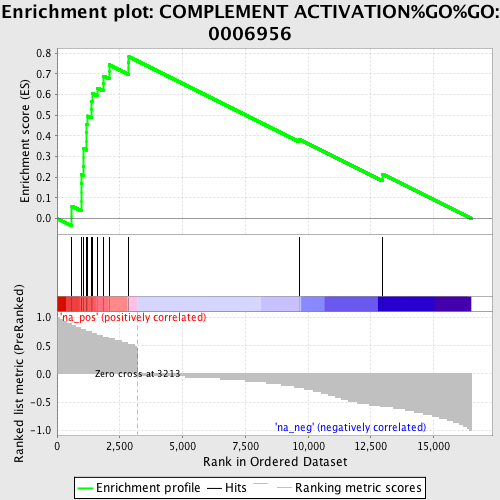 Enrichment plot: COMPLEMENT ACTIVATION%GO%GO:
0006956
Enrichment score (ES)
0.8
0.7
0.6
0.5
0.4
0.3
0.2
0.1
0.0
'na_pos' (positively correlated)
Ranked list metric (PreRanked)
1.0
0.5
0.0
-0.5
-1.0
Zero cross at 3213
'na_neg' (negatively correlated)
0 2,500 5,000 7,500 10,000 12,500 15,000
Rank in Ordered Dataset
Enrichment profile Hits Ranking metric scores